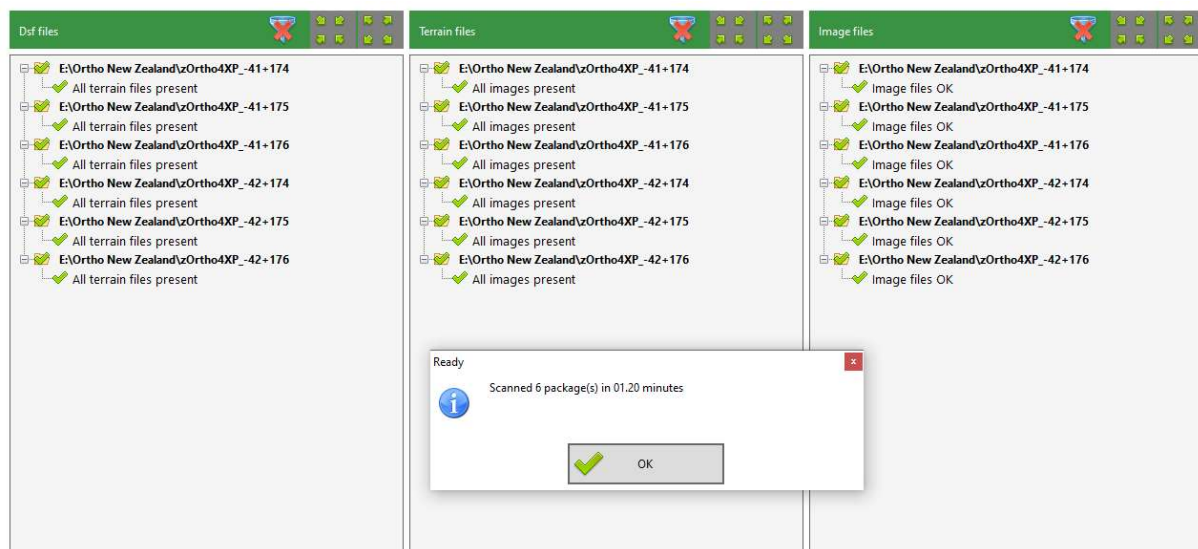 Dsf files
E:\Ortho New Zealand\zOrtho4XP_-41+174
All terrain files present
E:\Ortho New Zealand\zOrtho4XP_-41+175
All terrain files present
E:\Ortho New Zealand\zOrtho4XP_-41+176
All terrain files present
E:\Ortho New Zealand\zOrtho4XP_-42+174
All terrain files present
E:\Ortho New Zealand\zOrtho4XP_-42+175
All terrain files present
E:\Ortho New Zealand\zOrtho4XP_-42+176
All terrain files present
Terrain files
E:\Ortho New Zealand\zOrtho4XP_-41+174
All images present
E:\Ortho New Zealand\zOrtho4XP_-41+175
All images present
E:\Ortho New Zealand\zOrtho4XP_-41+176
All images present
E:\Ortho New Zealand\zOrtho4XP_-42+174
All images present
E:\Ortho New Zealand\zOrtho4XP_-42+175
All images present
E:\Ortho New Zealand\zOrtho4XP_-42+176
All images present
Image files
E:\Ortho New Zealand\zOrtho4XP_-41+174
Image files OK
E:\Ortho New Zealand\zOrtho4XP_-41+175
Image files OK
E:\Ortho New Zealand\zOrtho4XP_-41+176
Image files OK
E:\Ortho New Zealand\zOrtho4XP_-42+174
Image files OK
E:\Ortho New Zealand\zOrtho4XP_-42+175
Image files OK
E:\Ortho New Zealand\zOrtho4XP_-42+176
Image files OK
Ready
Scanned 6 package(s) in 01.20 minutes
OK